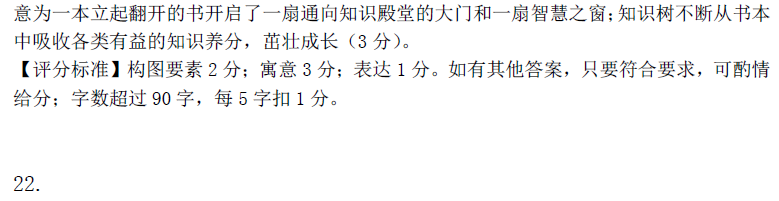 意为一本立起翻开的书开启了一扇通向知识殿堂的大门和一扇智慧之窗；知识树不断从书本
中吸收各类有益的知识养分，茁壮成长（3 分）。
【评分标准】构图要素 2 分；寓意 3 分；表达 1 分。如有其他答案，只要符合要求，可酌情
给分；字数超过 90 字，每 5 字扣 1 分。
22.